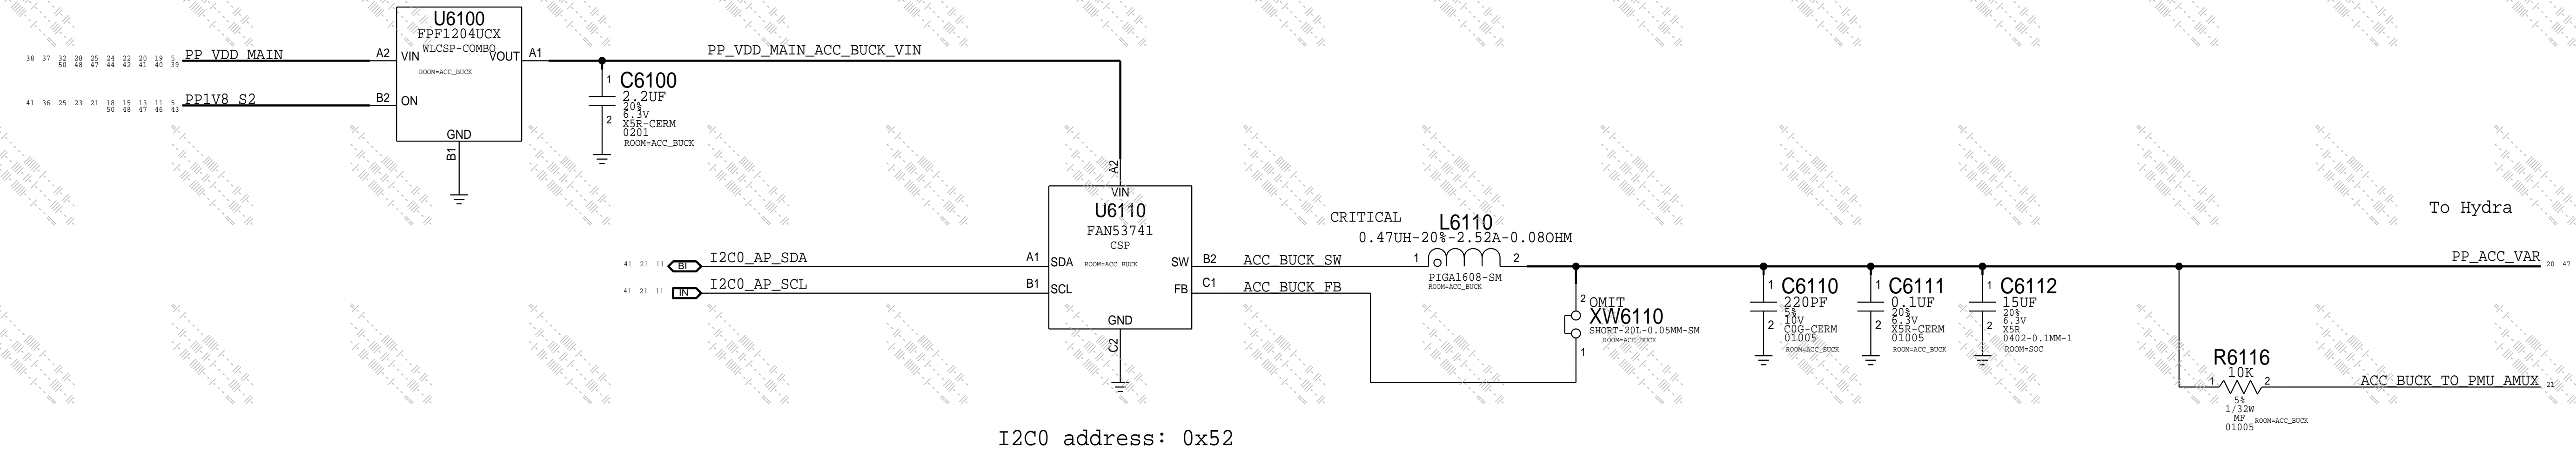 U6100
FPF1204UCX
WLCSP-COMBO
38 37 32 28 25 24 22 20 19 5
50 48 47 44 42 41 40 39
PP_VDD_MAIN
A2
VIN
VOUT
A1
ROOM=ACC_BUCK
41 36 25 23 21 18 15 13 11 5
50 48 47 46 43
PP1V8_S2
B2
ON
GND
B1
PP_VDD_MAIN_ACC_BUCK_VIN
1
C6100
2.2UF
20%
6.3V
2
X5R-CERM
0201
ROOM=ACC_BUCK
A2
VIN
U6110
FAN53741
CSP
ROOM=ACC_BUCK
41 21 11
BI
I2C0_AP_SDA
A1
SDA
41 21 11
IN
I2C0_AP_SCL
B1
SCL
SW
B2
ACC_BUCK_SW
FB
C1
ACC_BUCK_FB
GND
C2
CRITICAL
L6110
0.47UH-20%-2.52A-0.08OHM
1
2
PIGA1608-SM
ROOM=ACC_BUCK
2
OMIT
XW6110
SHORT-20L-0.05MM-SM
ROOM=ACC_BUCK
1
1
C6110
220PF
5%
10V
2
C0G-CERM
01005
ROOM=ACC_BUCK
1
C6111
0.1UF
20%
6.3V
2
X5R-CERM
01005
ROOM=ACC_BUCK
1
C6112
15UF
20%
6.3V
2
X5R
0402-0.1MM-1
ROOM=SOC
To Hydra
PP_ACC_VAR
20 47
R6116
10K
1
2
5%
1/32W
MF
01005
ROOM=ACC_BUCK
ACC_BUCK_TO_PMU_AMUX
21
I2C0 address: 0x52